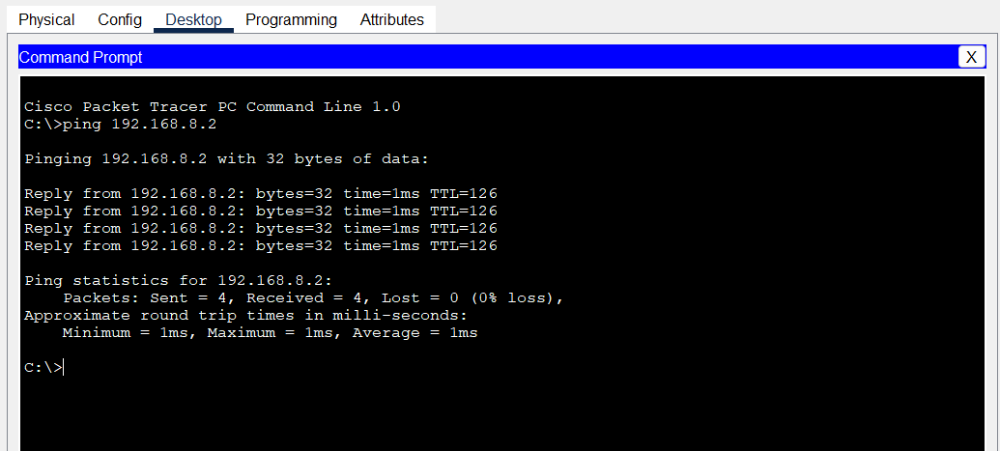 Physical Config Desktop Programming Attributes
Command Prompt X
Cisco Packet Tracer PC Command Line 1.0
C:\>ping 192.168.8.2
Pinging 192.168.8.2 with 32 bytes of data:
Reply from 192.168.8.2: bytes=32 time=1ms TTL=126
Reply from 192.168.8.2: bytes=32 time=1ms TTL=126
Reply from 192.168.8.2: bytes=32 time=1ms TTL=126
Reply from 192.168.8.2: bytes=32 time=1ms TTL=126
Ping statistics for 192.168.8.2:
    Packets: Sent = 4, Received = 4, Lost = 0 (0% loss),
Approximate round trip times in milli-seconds:
    Minimum = 1ms, Maximum = 1ms, Average = 1ms
C:\>